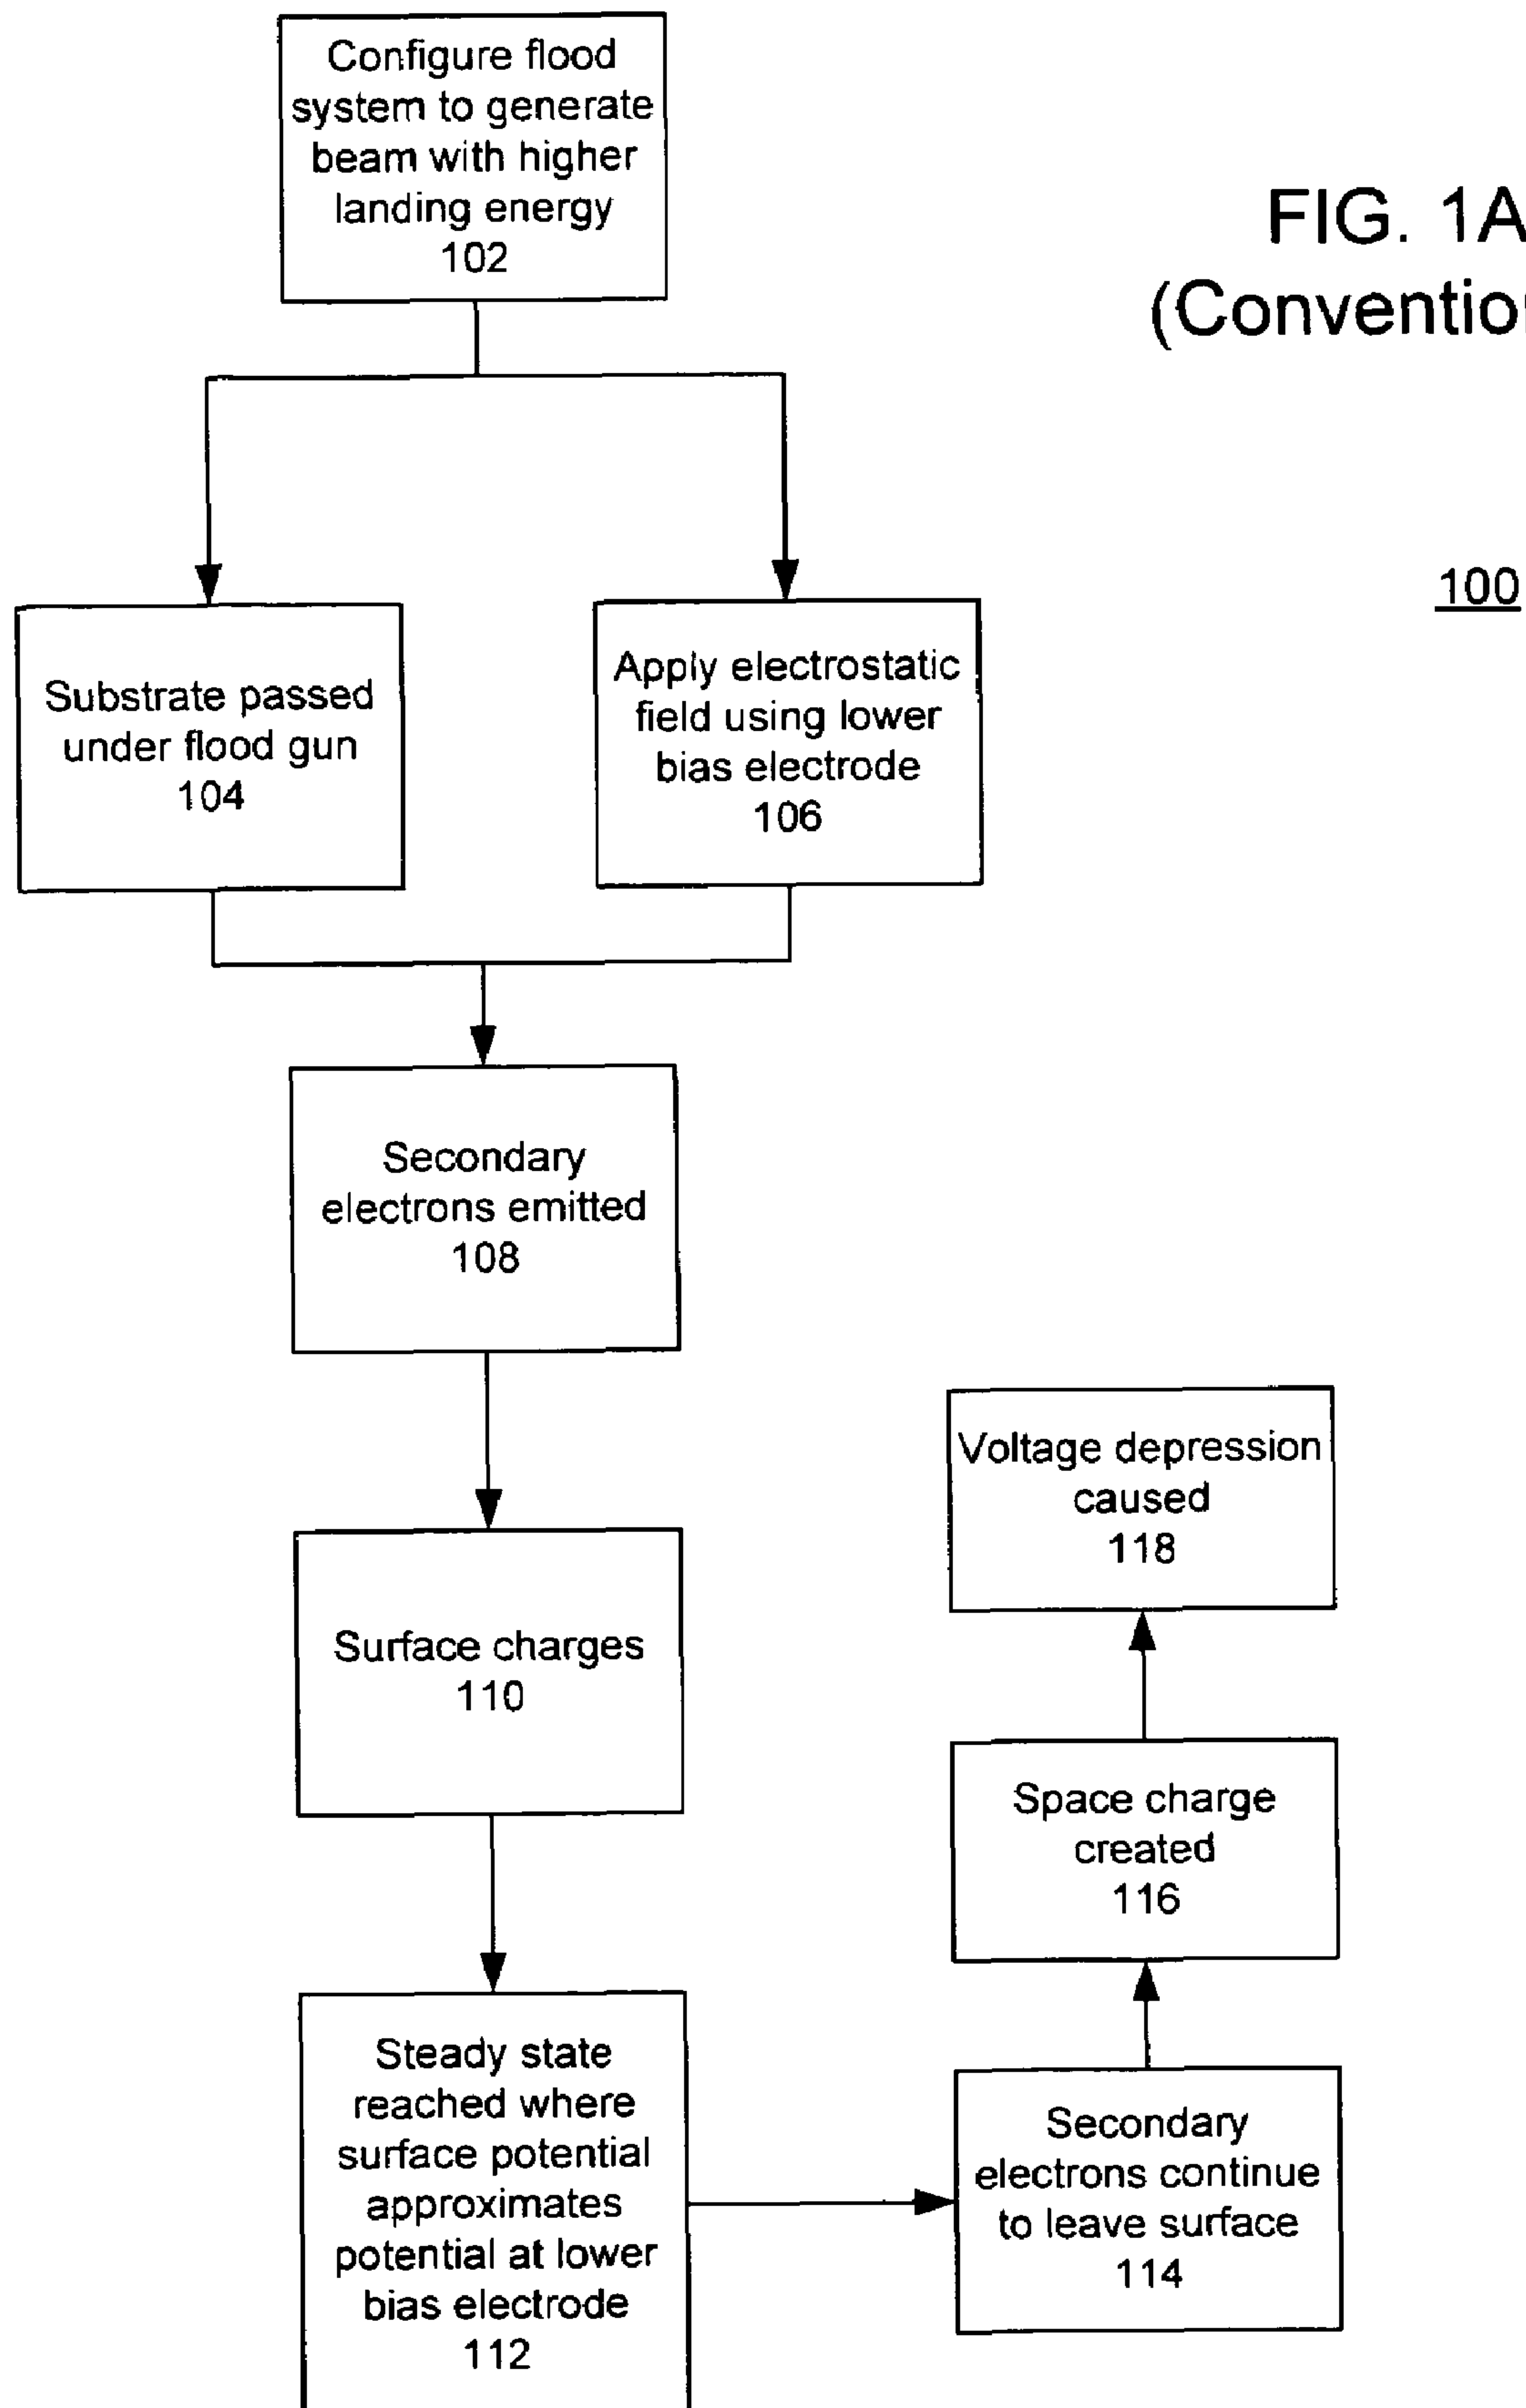 Configure flood
system to generate
beam with higher
landing energy
102
FIG. 1A
(Convention
100
Substrate passed
under flood gun
104
Apply electrostatic
field using lower
bias electrode
106
Secondary
electrons emitted
108
Surface charges
110
Steady state
reached where
surface potential
approximates
potential at lower
bias electrode
112
Secondary
electrons continue
to leave surface
114
Space charge
created
116
Voltage depression
caused
118